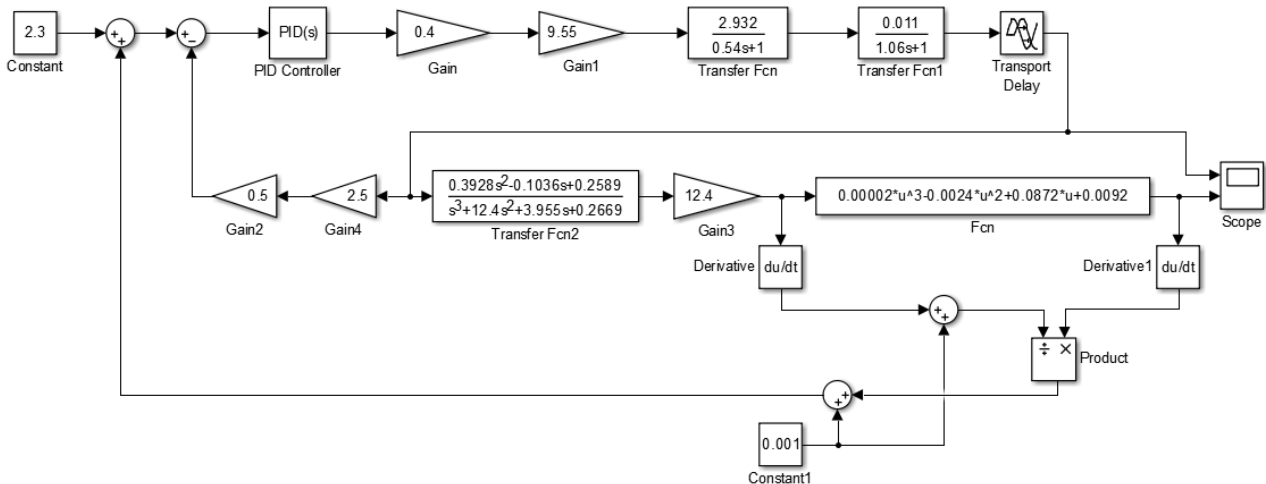 2.3
Constant
PID(s)
PID Controller
0.4
Gain
9.55
Gain1
2.932
0.54s+1
Transfer Fcn
0.011
1.06s+1
Transfer Fcn1
Transport
Delay
0.5
Gain2
2.5
Gain4
0.3928s²-0.1036s+0.2589
s³+12.4s²+3.955s+0.2669
Transfer Fcn2
12.4
Gain3
0.00002*u^3-0.0024*u^2+0.0872*u+0.0092
Fcn
Scope
Derivative
du/dt
Derivative1
du/dt
÷ ×
Product
0.001
Constant1